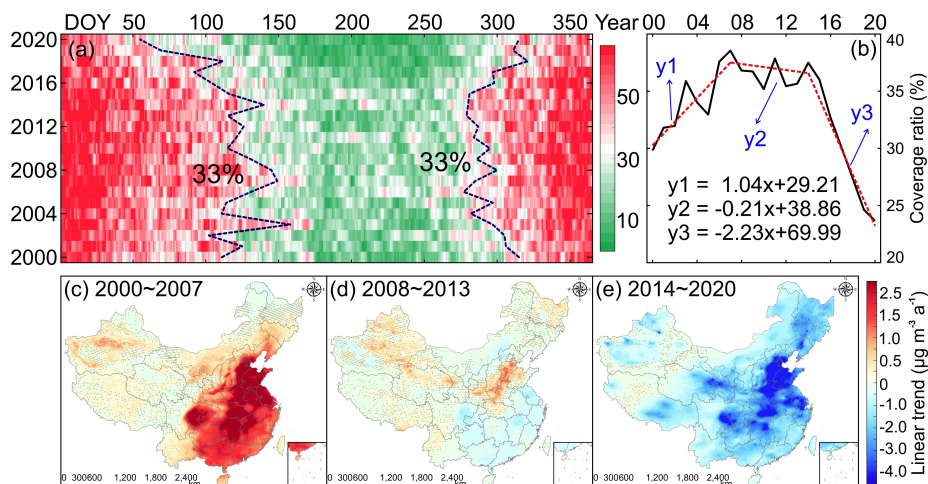 DOY 50 100 150 200 250 300 350 Year 00 04 08 12 16 20
2020 (a)
2016
2012
2008
2004
2000
33%
33%
50
30
10
(b)
y1
y2
y3
y1 = 1.04x+29.21
y2 = -0.21x+38.86
y3 = -2.23x+69.99
40
35
30
25
20
Coverage ratio (%)
(c) 2000~2007
0 300600 1,200 1,800 2,400 km
(d) 2008~2013
0 300600 1,200 1,800 2,400 km
(e) 2014~2020
0 300600 1,200 1,800 2,400 km
2.5
2.0
1.5
1.0
0.5
0
-0.5
-1.0
-2.0
-3.0
-4.0
Linear trend (µg m⁻³ a⁻¹)